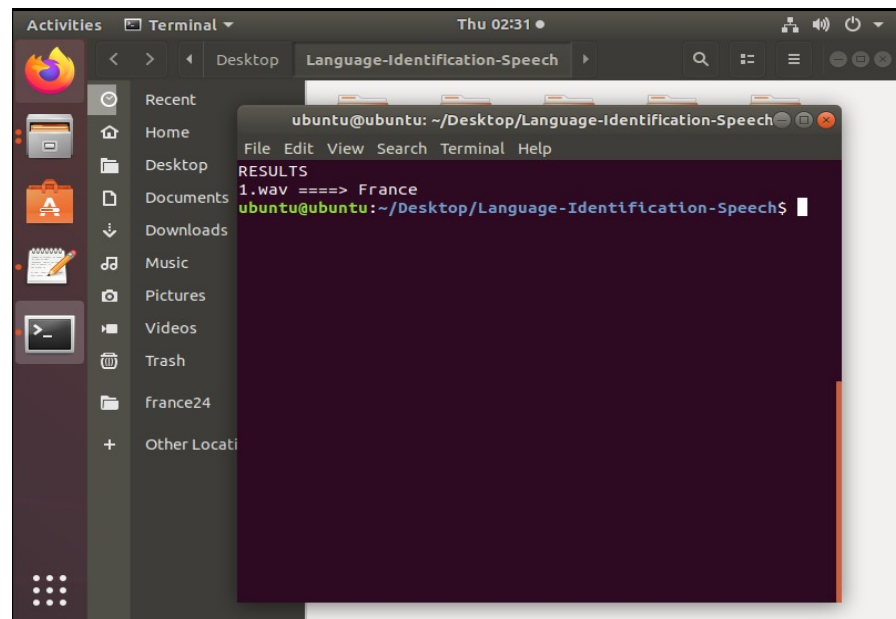 Activities Terminal Thu 02:31
Desktop Language-Identification-Speech
Recent
Home
Desktop
Documents
Downloads
Music
Pictures
Videos
Trash
france24
Other Locati
ubuntu@ubuntu: ~/Desktop/Language-Identification-Speech
File Edit View Search Terminal Help
RESULTS
1.wav ====> France
ubuntu@ubuntu:~/Desktop/Language-Identification-Speech$